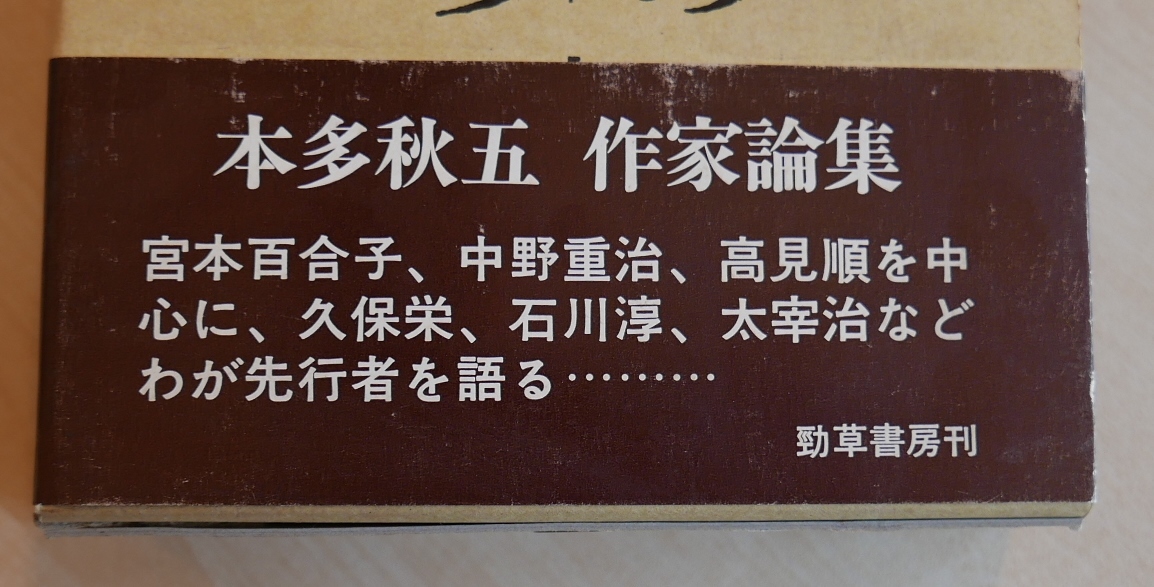 本多秋五 作家論集
宮本百合子、中野重治、高見順を中
心に、久保栄、石川淳、太宰治など
わが先行者を語る………
勁草書房刊